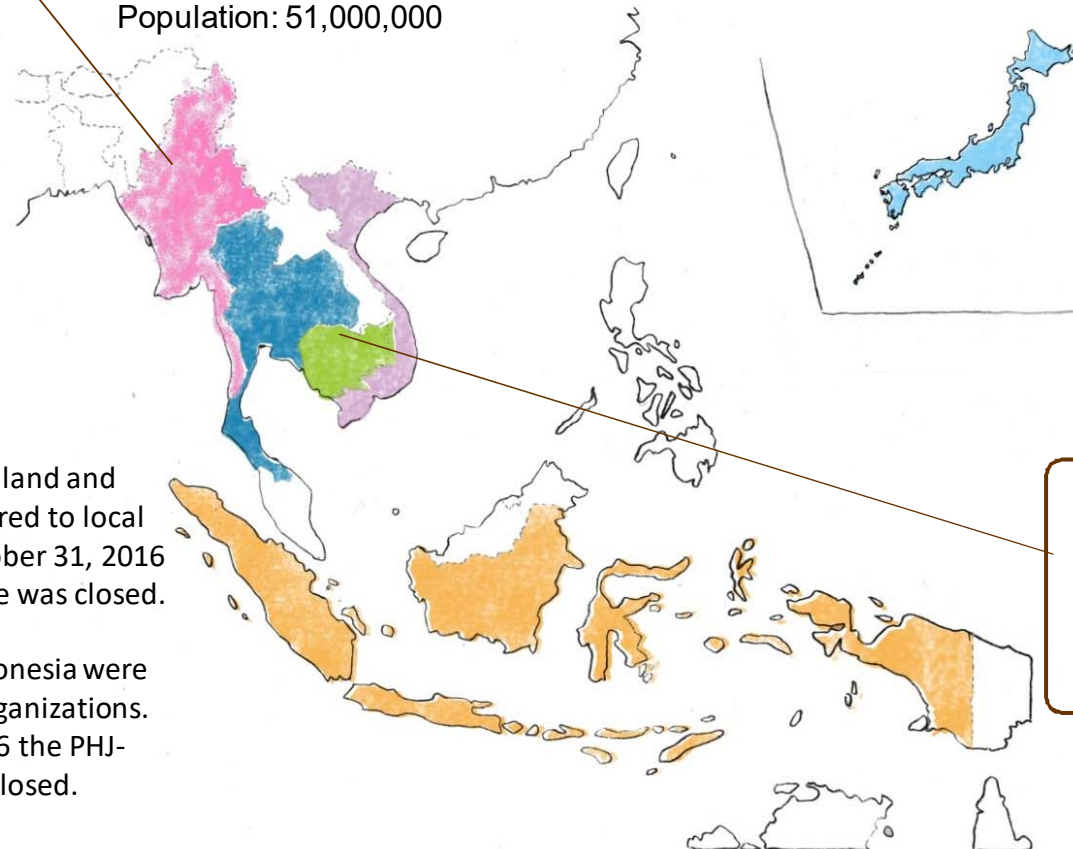 Population: 51,000,000
land and
red to local
ober 31, 2016
e was closed.
onesia were
ganizations.
6 the PHJ-
losed.